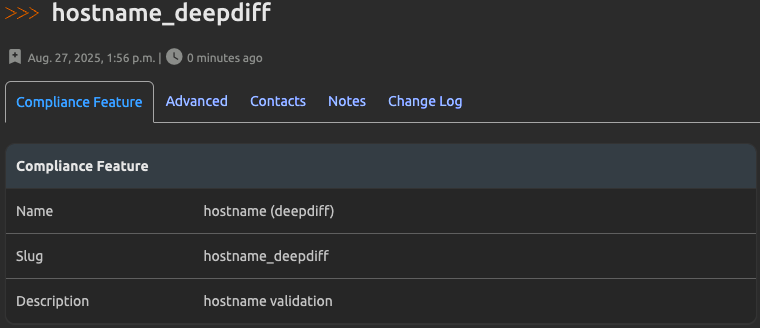 >>> hostname_deepdiff
Aug. 27, 2025, 1:56 p.m. | 0 minutes ago
Compliance Feature Advanced Contacts Notes Change Log
Compliance Feature
Name hostname (deepdiff)
Slug hostname_deepdiff
Description hostname validation